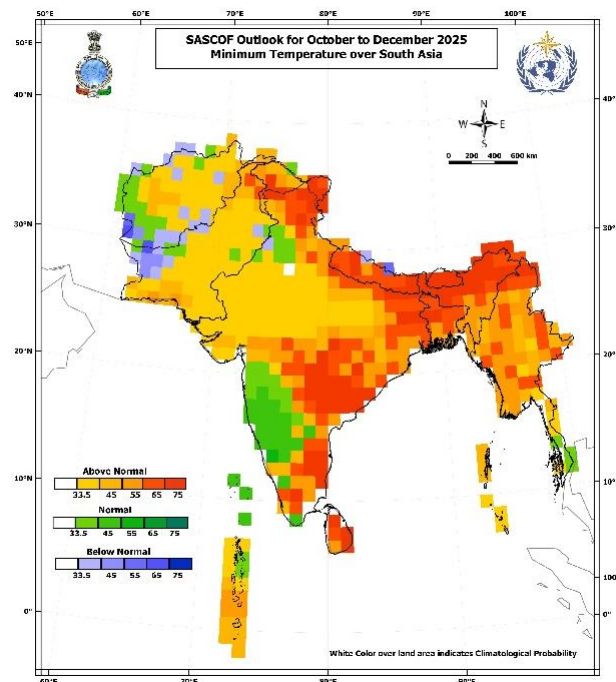 50°E 60°E 70°E 80°E 90°E 100°E
SASCOF Outlook for October to December 2025
Minimum Temperature over South Asia
50°N
40°N
30°N
20°N
10°N
0°
N
W E
S
0 200 400 600 km
Above Normal
33.5 45 55 65 75
Normal
33.5 45 55 65 75
Below Normal
33.5 45 55 65 75
White Color over land area indicates Climatological Probability
70°E 80°E